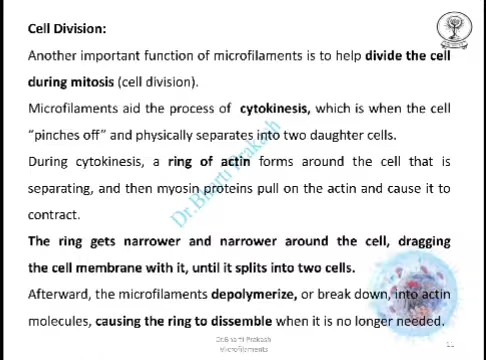 Cell Division:
Another important function of microfilaments is to help divide the cell
during mitosis (cell division).
Microfilaments aid the process of cytokinesis, which is when the cell
"pinches off" and physically separates into two daughter cells.
During cytokinesis, a ring of actin forms around the cell that is
separating, and then myosin proteins pull on the actin and cause it to
contract.
The ring gets narrower and narrower around the cell, dragging
the cell membrane with it, until it splits into two cells.
Afterward, the microfilaments depolymerize, or break down, into actin
molecules, causing the ring to dissemble when it is no longer needed.
Dr.Bharti Prakash
Dr.Bharti Prakash
Microfilaments